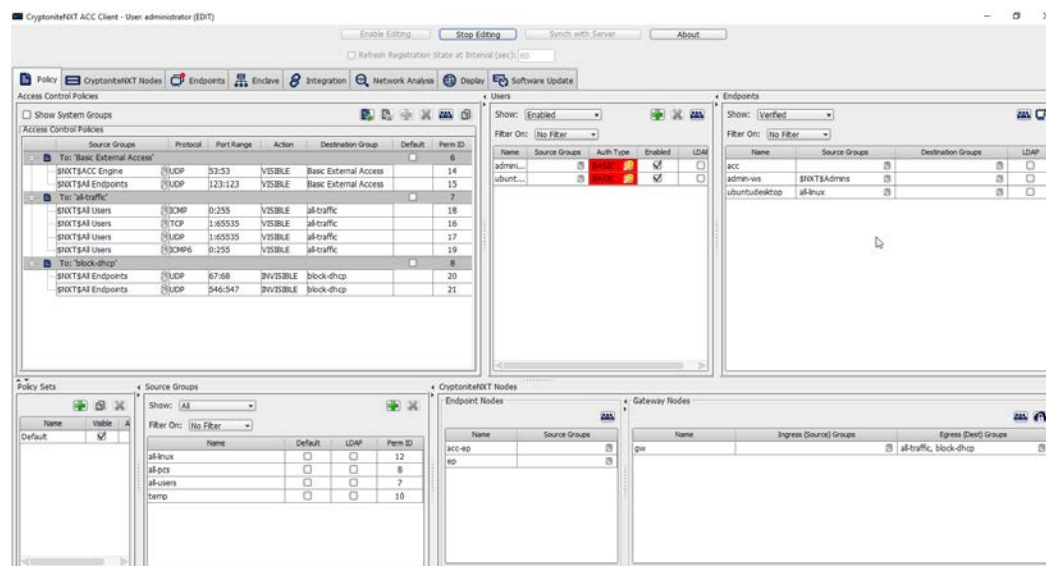 CryptoniteNXT ACC Client - User: administrator (EDIT)
Enable Editing Stop Editing Synch with Server About
Refresh Registration State at Interval (sec): 60
Policy CryptoniteNXT Nodes Endpoints Enclave Integration Network Analysis Display Software Update
Access Control Policies
Show System Groups
Access Control Policies
Source Groups Protocol Port Range Action Destination Group Default Perm ID
To: 'Basic External Access' 6
$NXT$ACC Engine UDP 53:53 VISIBLE Basic External Access 14
$NXT$All Endpoints UDP 123:123 VISIBLE Basic External Access 15
To: 'all-traffic' 7
$NXT$All Users ICMP 0:255 VISIBLE all-traffic 18
$NXT$All Users TCP 1:65535 VISIBLE all-traffic 16
$NXT$All Users UDP 1:65535 VISIBLE all-traffic 17
$NXT$All Users ICMP6 0:255 VISIBLE all-traffic 19
To: 'block-dhcp' 8
$NXT$All Endpoints UDP 67:68 INVISIBLE block-dhcp 20
$NXT$All Endpoints UDP 546:547 INVISIBLE block-dhcp 21
Users
Show: Enabled
Filter On: No Filter
Name Source Groups Auth Type Enabled LDAP
admini... BASIC
ubunt... BASIC
Endpoints
Show: Verified
Filter On: No Filter
Name Source Groups Destination Groups LDAP
acc
admin-ws $NXT$Admins
ubuntudesktop all-linux
Policy Sets
Name Visible A
Default
Source Groups
Show: All
Filter On: No Filter
Name Default LDAP Perm ID
all-linux 12
all-pcs 8
all-users 7
temp 10
CryptoniteNXT Nodes
Endpoint Nodes
Name Source Groups
acc-ep
ep
Gateway Nodes
Name Ingress (Source) Groups Egress (Dest) Groups
gw all-traffic, block-dhcp